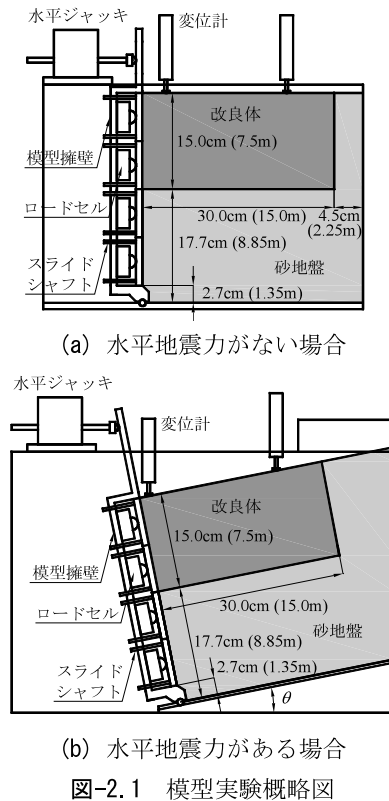 水平ジャッキ
変位計
改良体
15.0cm (7.5m)
模型擁壁
ロードセル
30.0cm (15.0m)
4.5cm
(2.25m)
17.7cm (8.85m)
スライド
シャフト
砂地盤
2.7cm (1.35m)
(a) 水平地震力がない場合
水平ジャッキ
変位計
改良体
15.0cm (7.5m)
模型擁壁
ロードセル
30.0cm (15.0m)
17.7cm (8.85m)
砂地盤
スライド
シャフト
2.7cm (1.35m)
θ
(b) 水平地震力がある場合
図-2.1 模型実験概略図